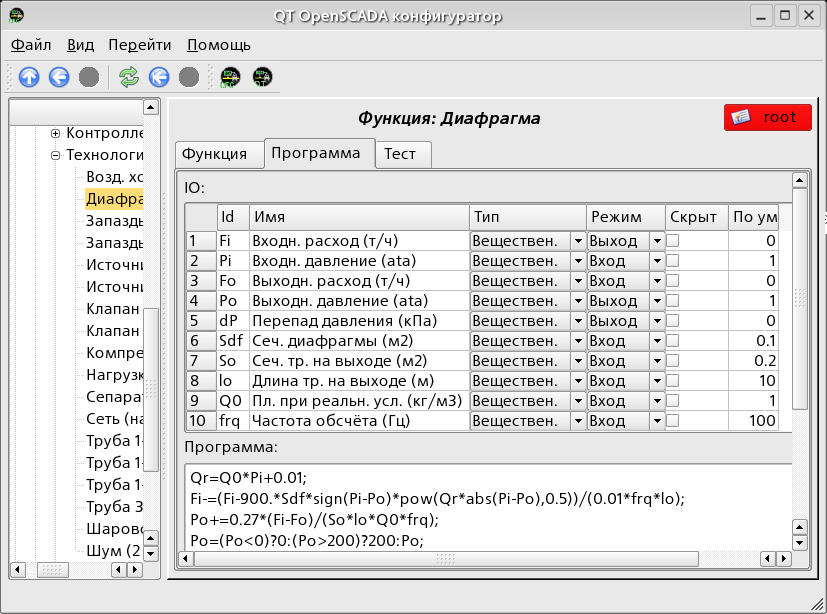 QT OpenSCADA конфигуратор
Файл Вид Перейти Помощь
Контролле
Технологи
Возд. хо
Диафра
Запазды
Запазды
Источни
Источни
Клапан
Клапан
Компре
Нагрузк
Сепарат
Сеть (на
Труба 1-
Труба 1-
Труба 1-
Труба 3
Шарово
Шум (2
Функция: Диафрагма
root
Функция Программа Тест
IO:
Id Имя Тип Режим Скрыт По ум
1 Fi Входн. расход (т/ч) Веществен. Выход 0
2 Pi Входн. давление (ata) Веществен. Вход 1
3 Fo Выходн. расход (т/ч) Веществен. Вход 0
4 Po Выходн. давление (ata) Веществен. Выход 1
5 dP Перепад давления (кПа) Веществен. Выход 0
6 Sdf Сеч. диафрагмы (м2) Веществен. Вход 0.1
7 So Сеч. тр. на выходе (м2) Веществен. Вход 0.2
8 lo Длина тр. на выходе (м) Веществен. Вход 10
9 Q0 Пл. при реальн. усл. (кг/м3) Веществен. Вход 1
10 frq Частота обсчёта (Гц) Веществен. Вход 100
Программа:
Qr=Q0*Pi+0.01;
Fi-=(Fi-900.*Sdf*sign(Pi-Po)*pow(Qr*abs(Pi-Po),0.5))/(0.01*frq*lo);
Po+=0.27*(Fi-Fo)/(So*lo*Q0*frq);
Po=(Po<0)?0:(Po>200)?200:Po;